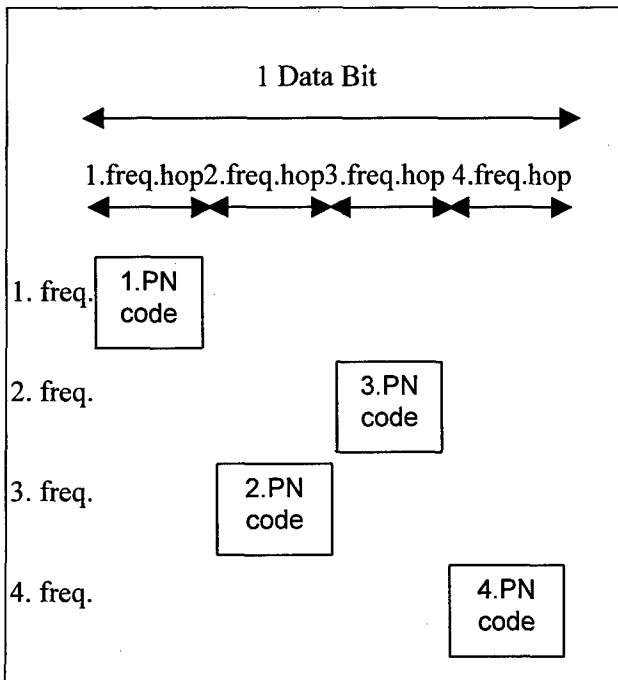 1 Data Bit
1.freq.hop2.freq.hop3.freq.hop 4.freq.hop
1. freq.
1.PN
code
2. freq.
3.PN
code
3. freq.
2.PN
code
4. freq.
4.PN
code